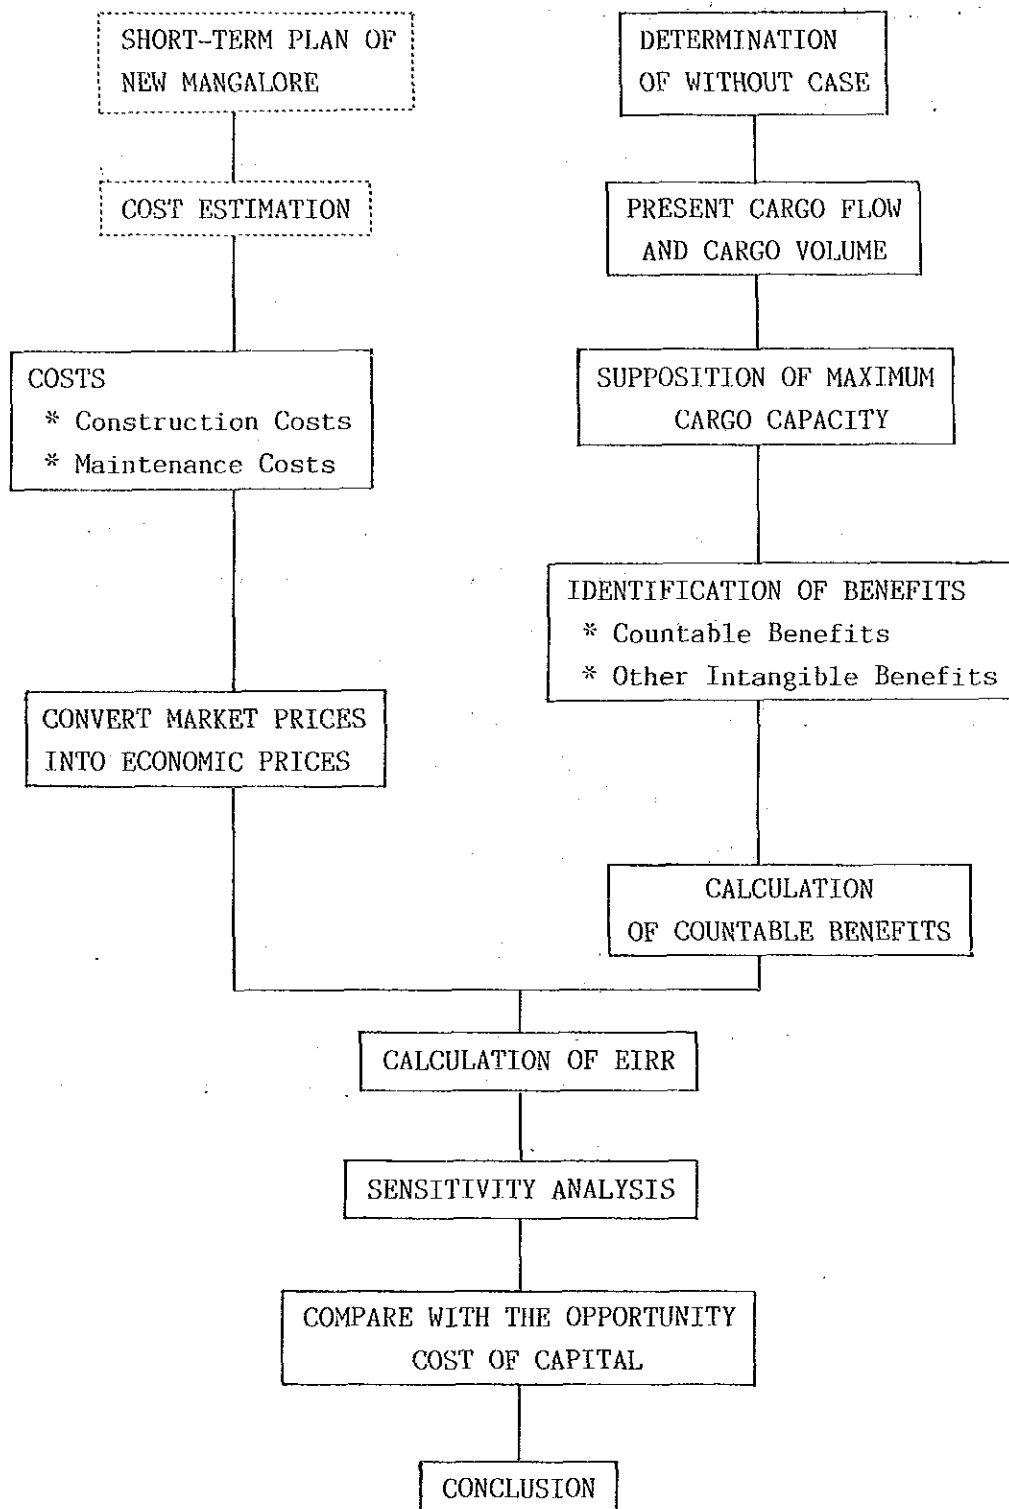 SHORT-TERM PLAN OF
NEW MANGALORE
COST ESTIMATION
COSTS
* Construction Costs
* Maintenance Costs
CONVERT MARKET PRICES
INTO ECONOMIC PRICES
DETERMINATION
OF WITHOUT CASE
PRESENT CARGO FLOW
AND CARGO VOLUME
SUPPOSITION OF MAXIMUM
CARGO CAPACITY
IDENTIFICATION OF BENEFITS
* Countable Benefits
* Other Intangible Benefits
CALCULATION
OF COUNTABLE BENEFITS
CALCULATION OF EIRR
SENSITIVITY ANALYSIS
COMPARE WITH THE OPPORTUNITY
COST OF CAPITAL
CONCLUSION